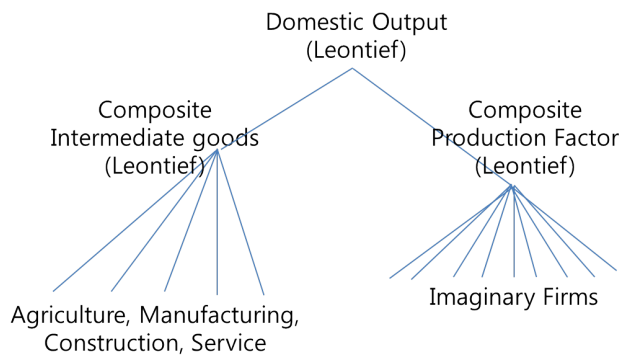 Domestic Output
(Leontief)
Composite
Intermediate goods
(Leontief)
Composite
Production Factor
(Leontief)
Agriculture, Manufacturing,
Construction, Service
Imaginary Firms